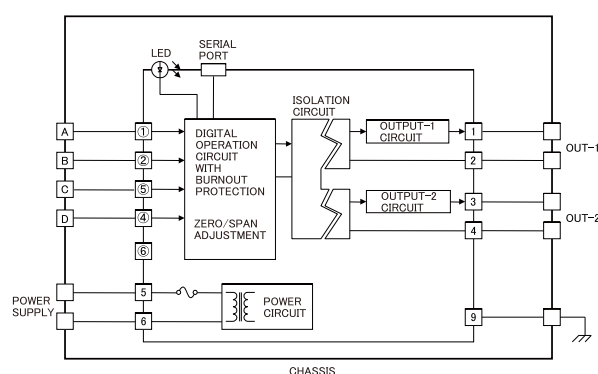 LED
SERIAL
PORT
ISOLATION
CIRCUIT
A
①
B
②
C
⑤
D
④
⑥
DIGITAL
OPERATION
CIRCUIT
WITH
BURNOUT
PROTECTION
ZERO/SPAN
ADJUSTMENT
OUTPUT-1
CIRCUIT
1
2
OUT-1
OUTPUT-2
CIRCUIT
3
4
OUT-2
POWER
SUPPLY
5
6
POWER
CIRCUIT
9
CHASSIS